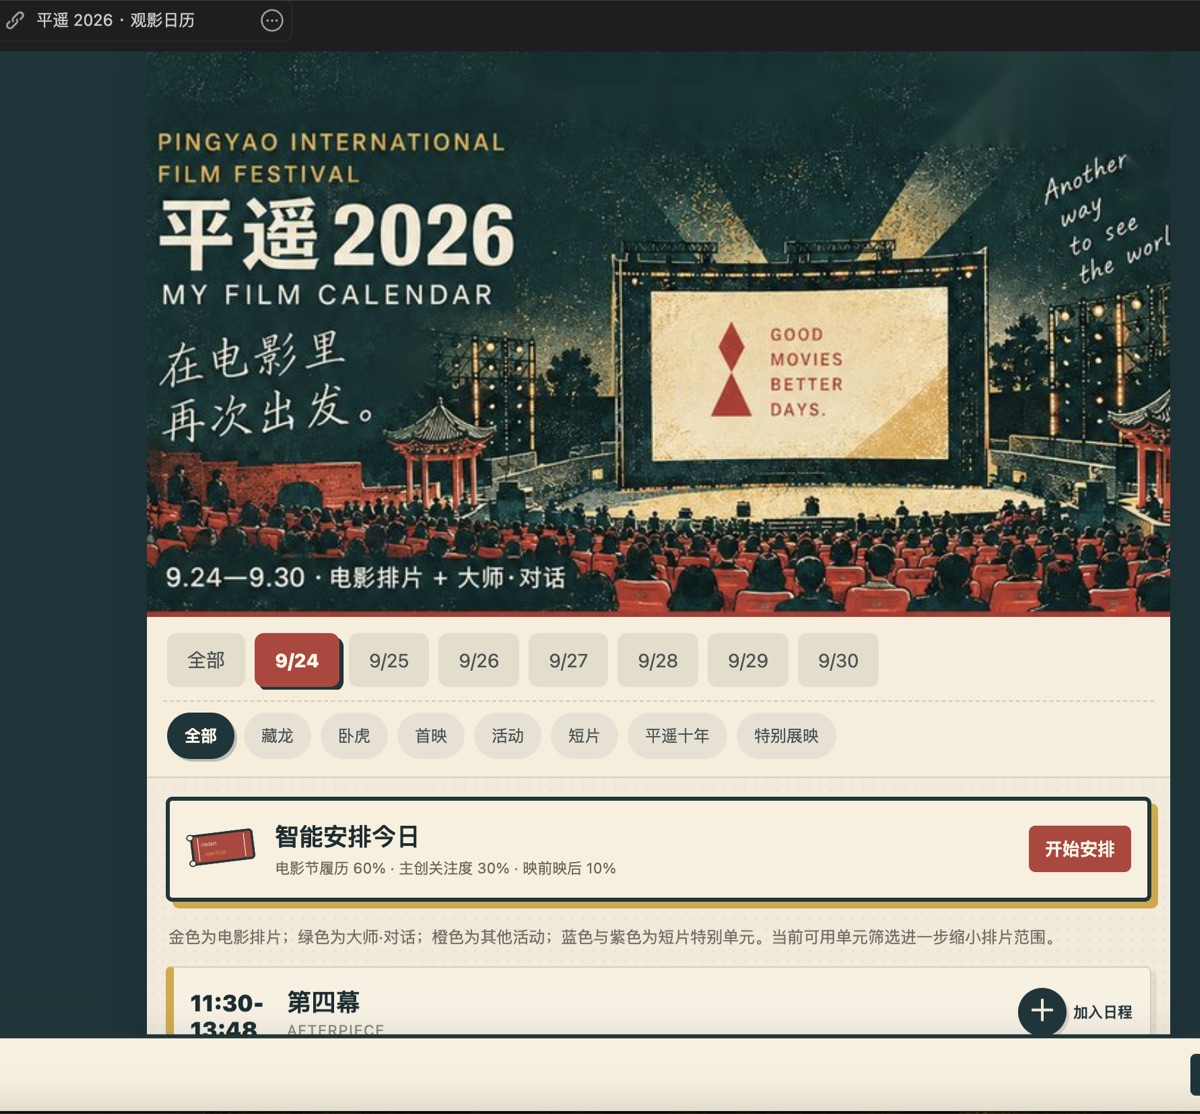 平遥 2026 · 观影日历
PINGYAO INTERNATIONAL
FILM FESTIVAL
平遥2026
MY FILM CALENDAR
在电影里
再次出发。
Another
way
to see
the worl
GOOD
MOVIES
BETTER
DAYS.
9.24—9.30 · 电影排片 + 大师·对话
全部 9/24 9/25 9/26 9/27 9/28 9/29 9/30
全部 藏龙 卧虎 首映 活动 短片 平遥十年 特别展映
智能安排今日
电影节履历 60% · 主创关注度 30% · 映前映后 10%
开始安排
金色为电影排片；绿色为大师·对话；橙色为其他活动；蓝色与紫色为短片特别单元。当前可用单元筛选进一步缩小排片范围。
11:30-
13:48
第四幕
AFTERPIECE
加入日程